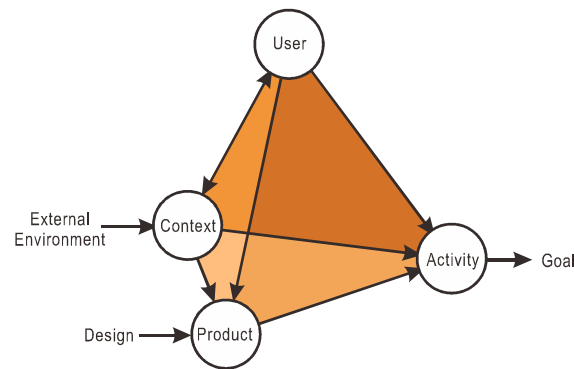 User
External
Environment
Context
Activity
Goal
Design
Product